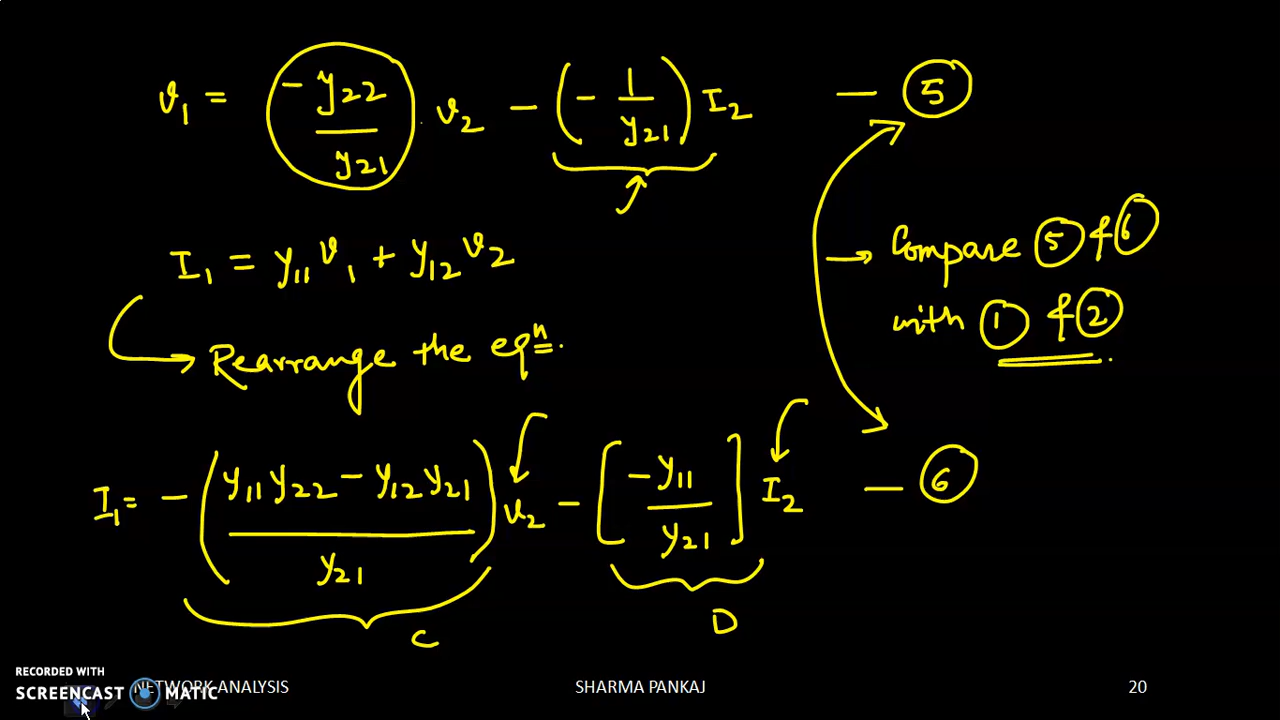 V1 = -y22/y21 · V2 - (-1/y21) I2 - 5
I1 = y11 V1 + y12 V2
→ Compare 5 & 6
with 1 & 2
→ Rearrange the eqn.
I1 = - (y11 y22 - y12 y21 / y21) V2 - [-y11 / y21] I2 - 6
C D
RECORDED WITH
SCREENCAST MATIC
NETWORK ANALYSIS SHARMA PANKAJ 20